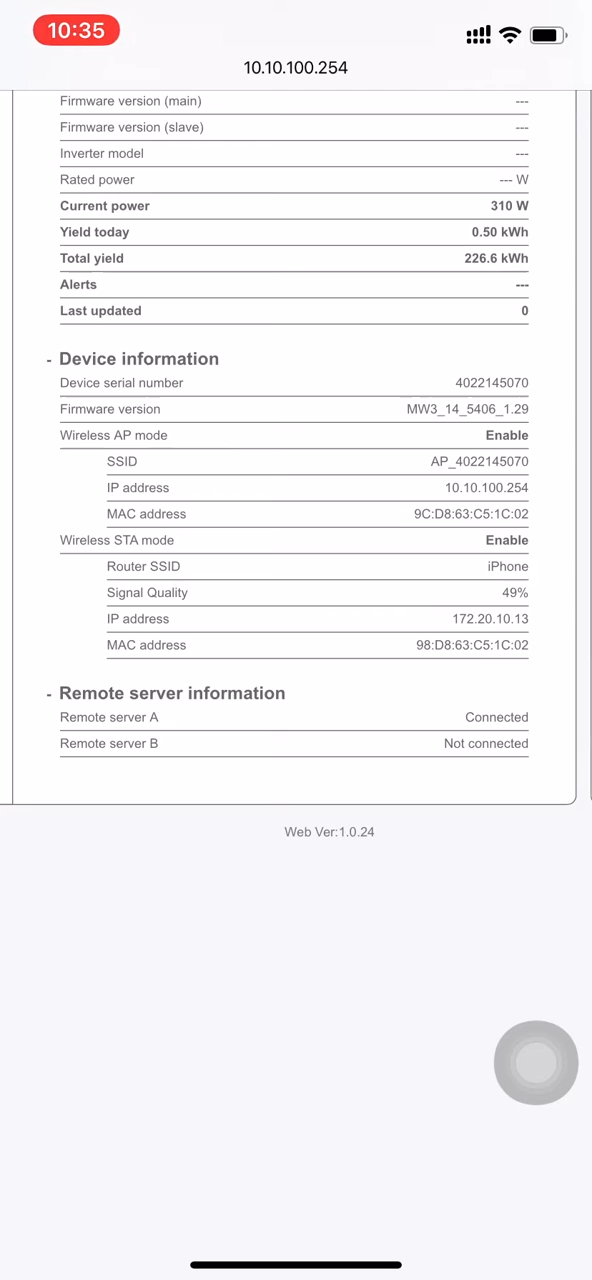 10:35
10.10.100.254
Firmware version (main) ---
Firmware version (slave) ---
Inverter model ---
Rated power --- W
Current power 310 W
Yield today 0.50 kWh
Total yield 226.6 kWh
Alerts ---
Last updated 0
- Device information
Device serial number 4022145070
Firmware version MW3_14_5406_1.29
Wireless AP mode Enable
SSID AP_4022145070
IP address 10.10.100.254
MAC address 9C:D8:63:C5:1C:02
Wireless STA mode Enable
Router SSID iPhone
Signal Quality 49%
IP address 172.20.10.13
MAC address 98:D8:63:C5:1C:02
- Remote server information
Remote server A Connected
Remote server B Not connected
Web Ver:1.0.24